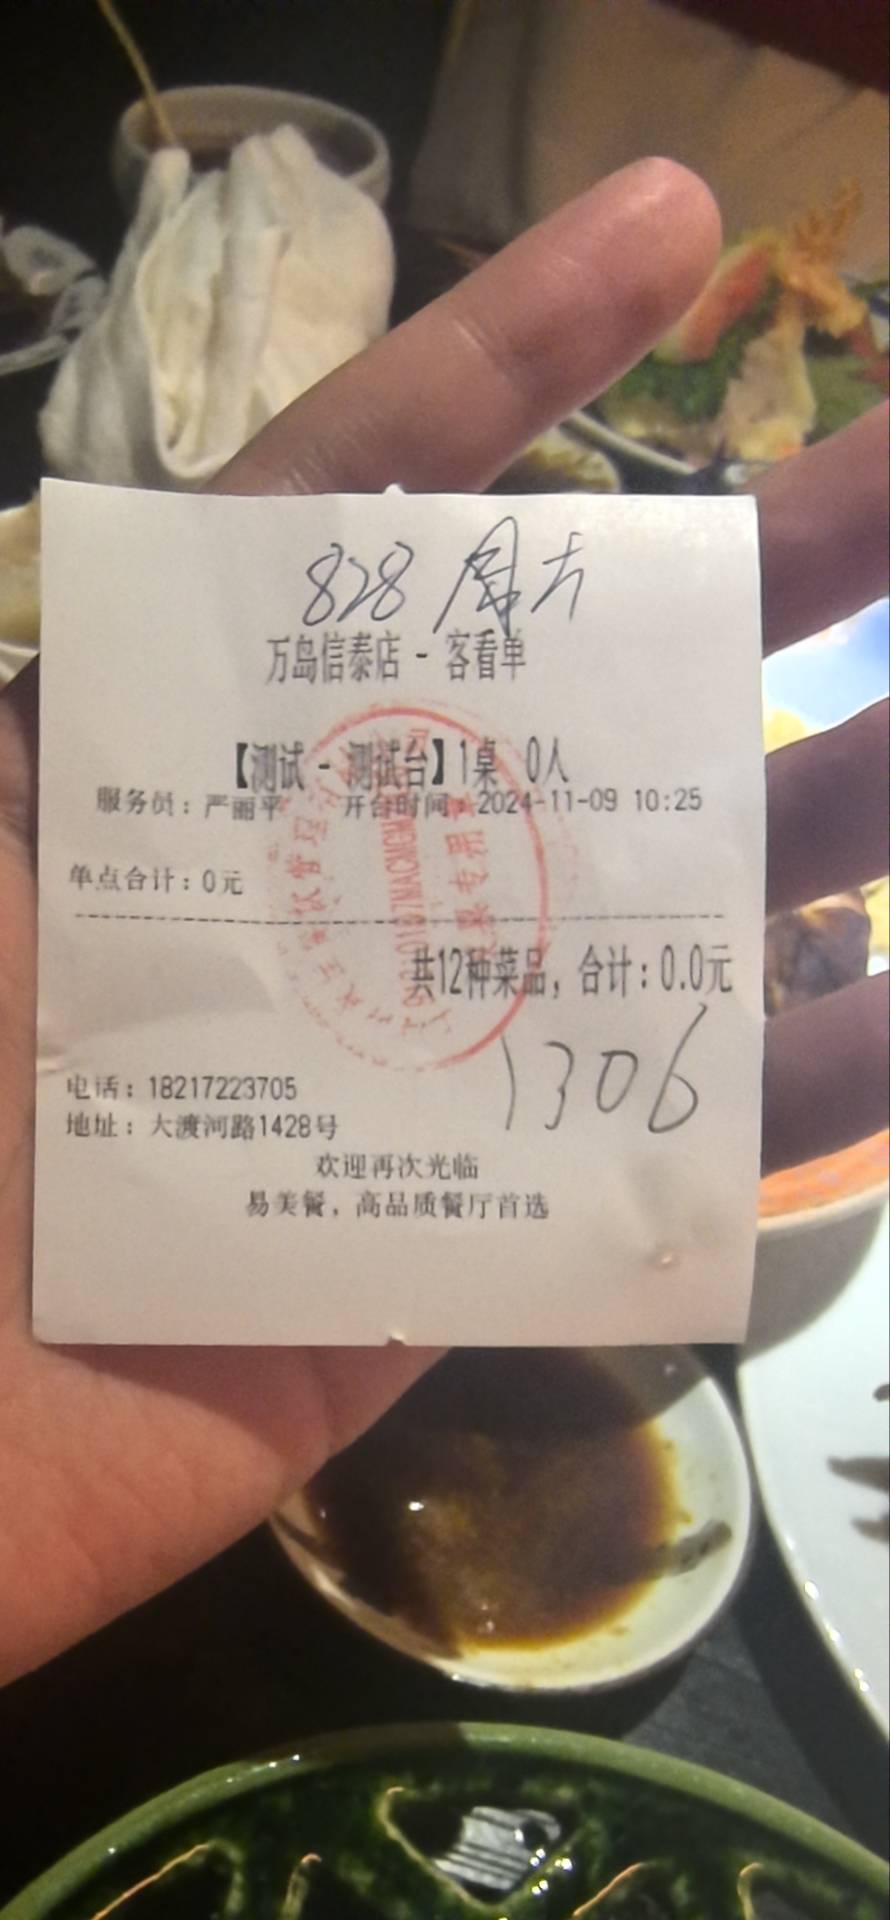 828
万岛信泰店 - 客看单
【测试 - 测试台】1桌 0人
服务员：严丽平 开台时间：2024-11-09 10:25
单点合计：0元
共12种菜品，合计：0.0元
1306
电话：18217223705
地址：大渡河路1428号
欢迎再次光临
易美餐，高品质餐厅首选